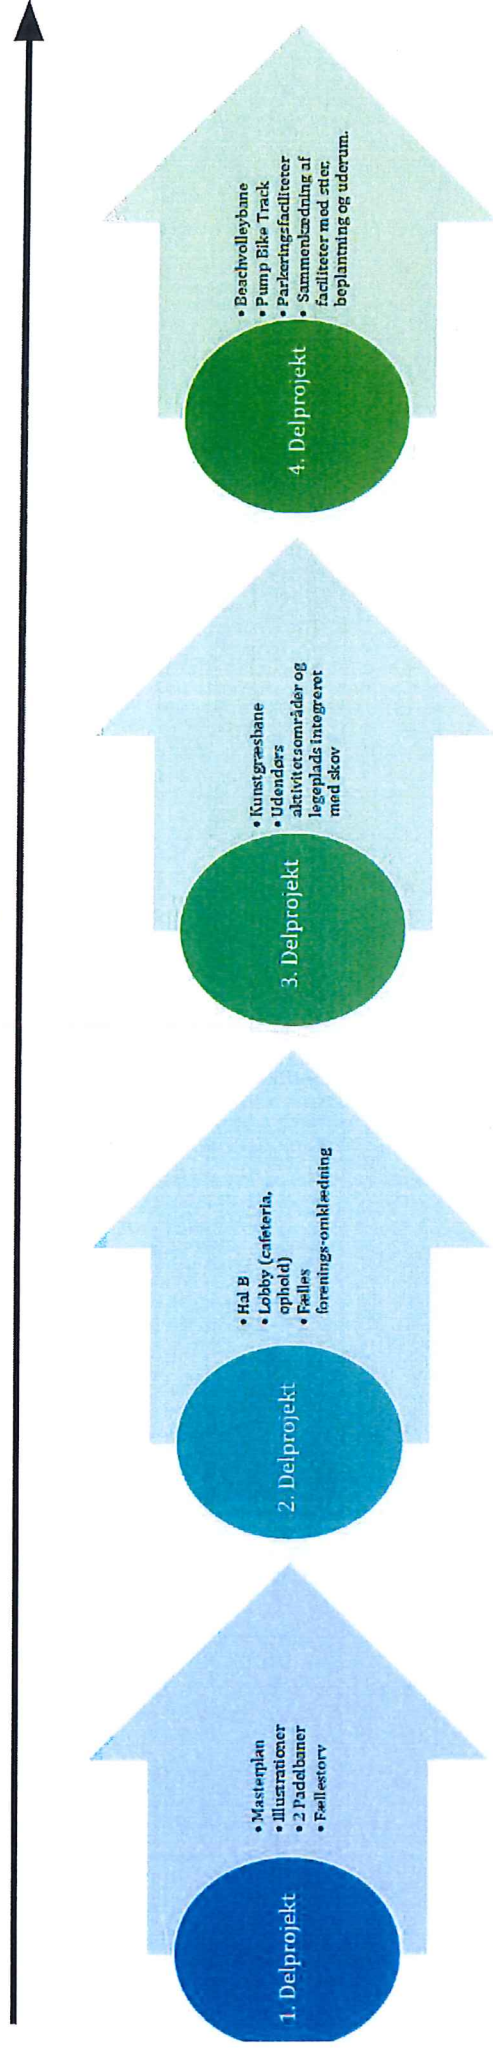 1. Delprojekt
• Masterplan
• Illustrationer
• 2 Padelbaner
• Fællestorv
2. Delprojekt
• Hal B
• Lobby (cafeteria,
ophold)
• Fælles
forenings-omklædning
3. Delprojekt
• Kunstgræsbane
• Udendørs
aktivitetsområder og
legeplads integreret
med skov
4. Delprojekt
• Beachvolleybane
• Pump Bike Track
• Parkeringsfaciliteter
• Sammenkædning af
faciliteter med stier,
beplantning og uderum.